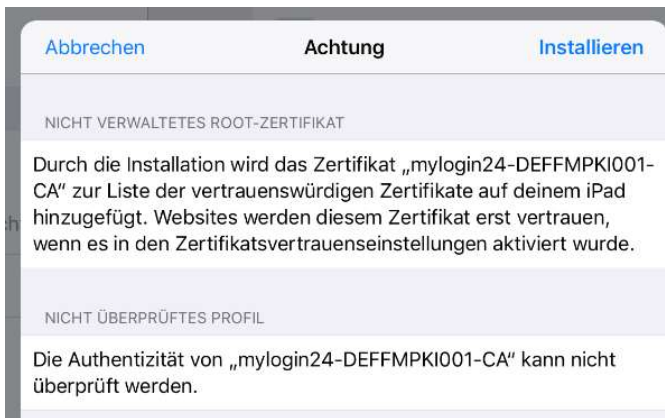 Abbrechen Achtung Installieren
NICHT VERWALTETES ROOT-ZERTIFIKAT
Durch die Installation wird das Zertifikat „mylogin24-DEFFMPKI001-
CA“ zur Liste der vertrauenswürdigen Zertifikate auf deinem iPad
hinzugefügt. Websites werden diesem Zertifikat erst vertrauen,
wenn es in den Zertifikatsvertrauenseinstellungen aktiviert wurde.
NICHT ÜBERPRÜFTES PROFIL
Die Authentizität von „mylogin24-DEFFMPKI001-CA“ kann nicht
überprüft werden.